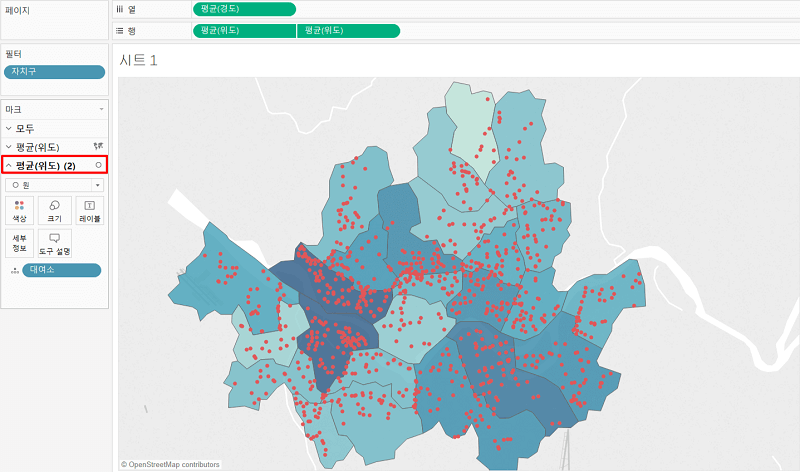 페이지
열
평균(경도)
행
평균(위도)
평균(위도)
필터
자치구
시트 1
마크
모두
평균(위도)
평균(위도) (2)
원
색상
크기
레이블
세부
정보
도구 설명
대여소
© OpenStreetMap contributors